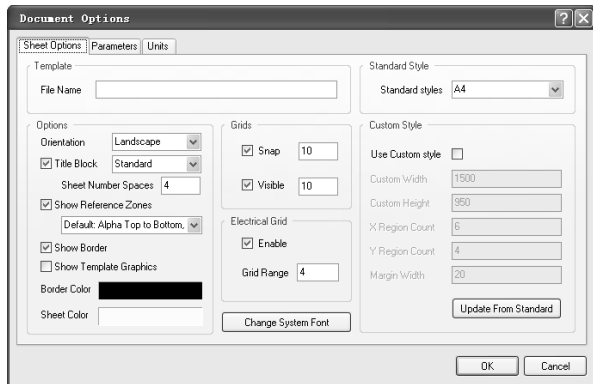 Document Options
Sheet Options Parameters Units
Template
File Name
Standard Style
Standard styles A4
Options
Orientation Landscape
Title Block Standard
Sheet Number Spaces 4
Show Reference Zones
Default: Alpha Top to Bottom,
Show Border
Show Template Graphics
Border Color
Sheet Color
Grids
Snap 10
Visible 10
Electrical Grid
Enable
Grid Range 4
Change System Font
Custom Style
Use Custom style
Custom Width 1500
Custom Height 950
X Region Count 6
Y Region Count 4
Margin Width 20
Update From Standard
OK Cancel